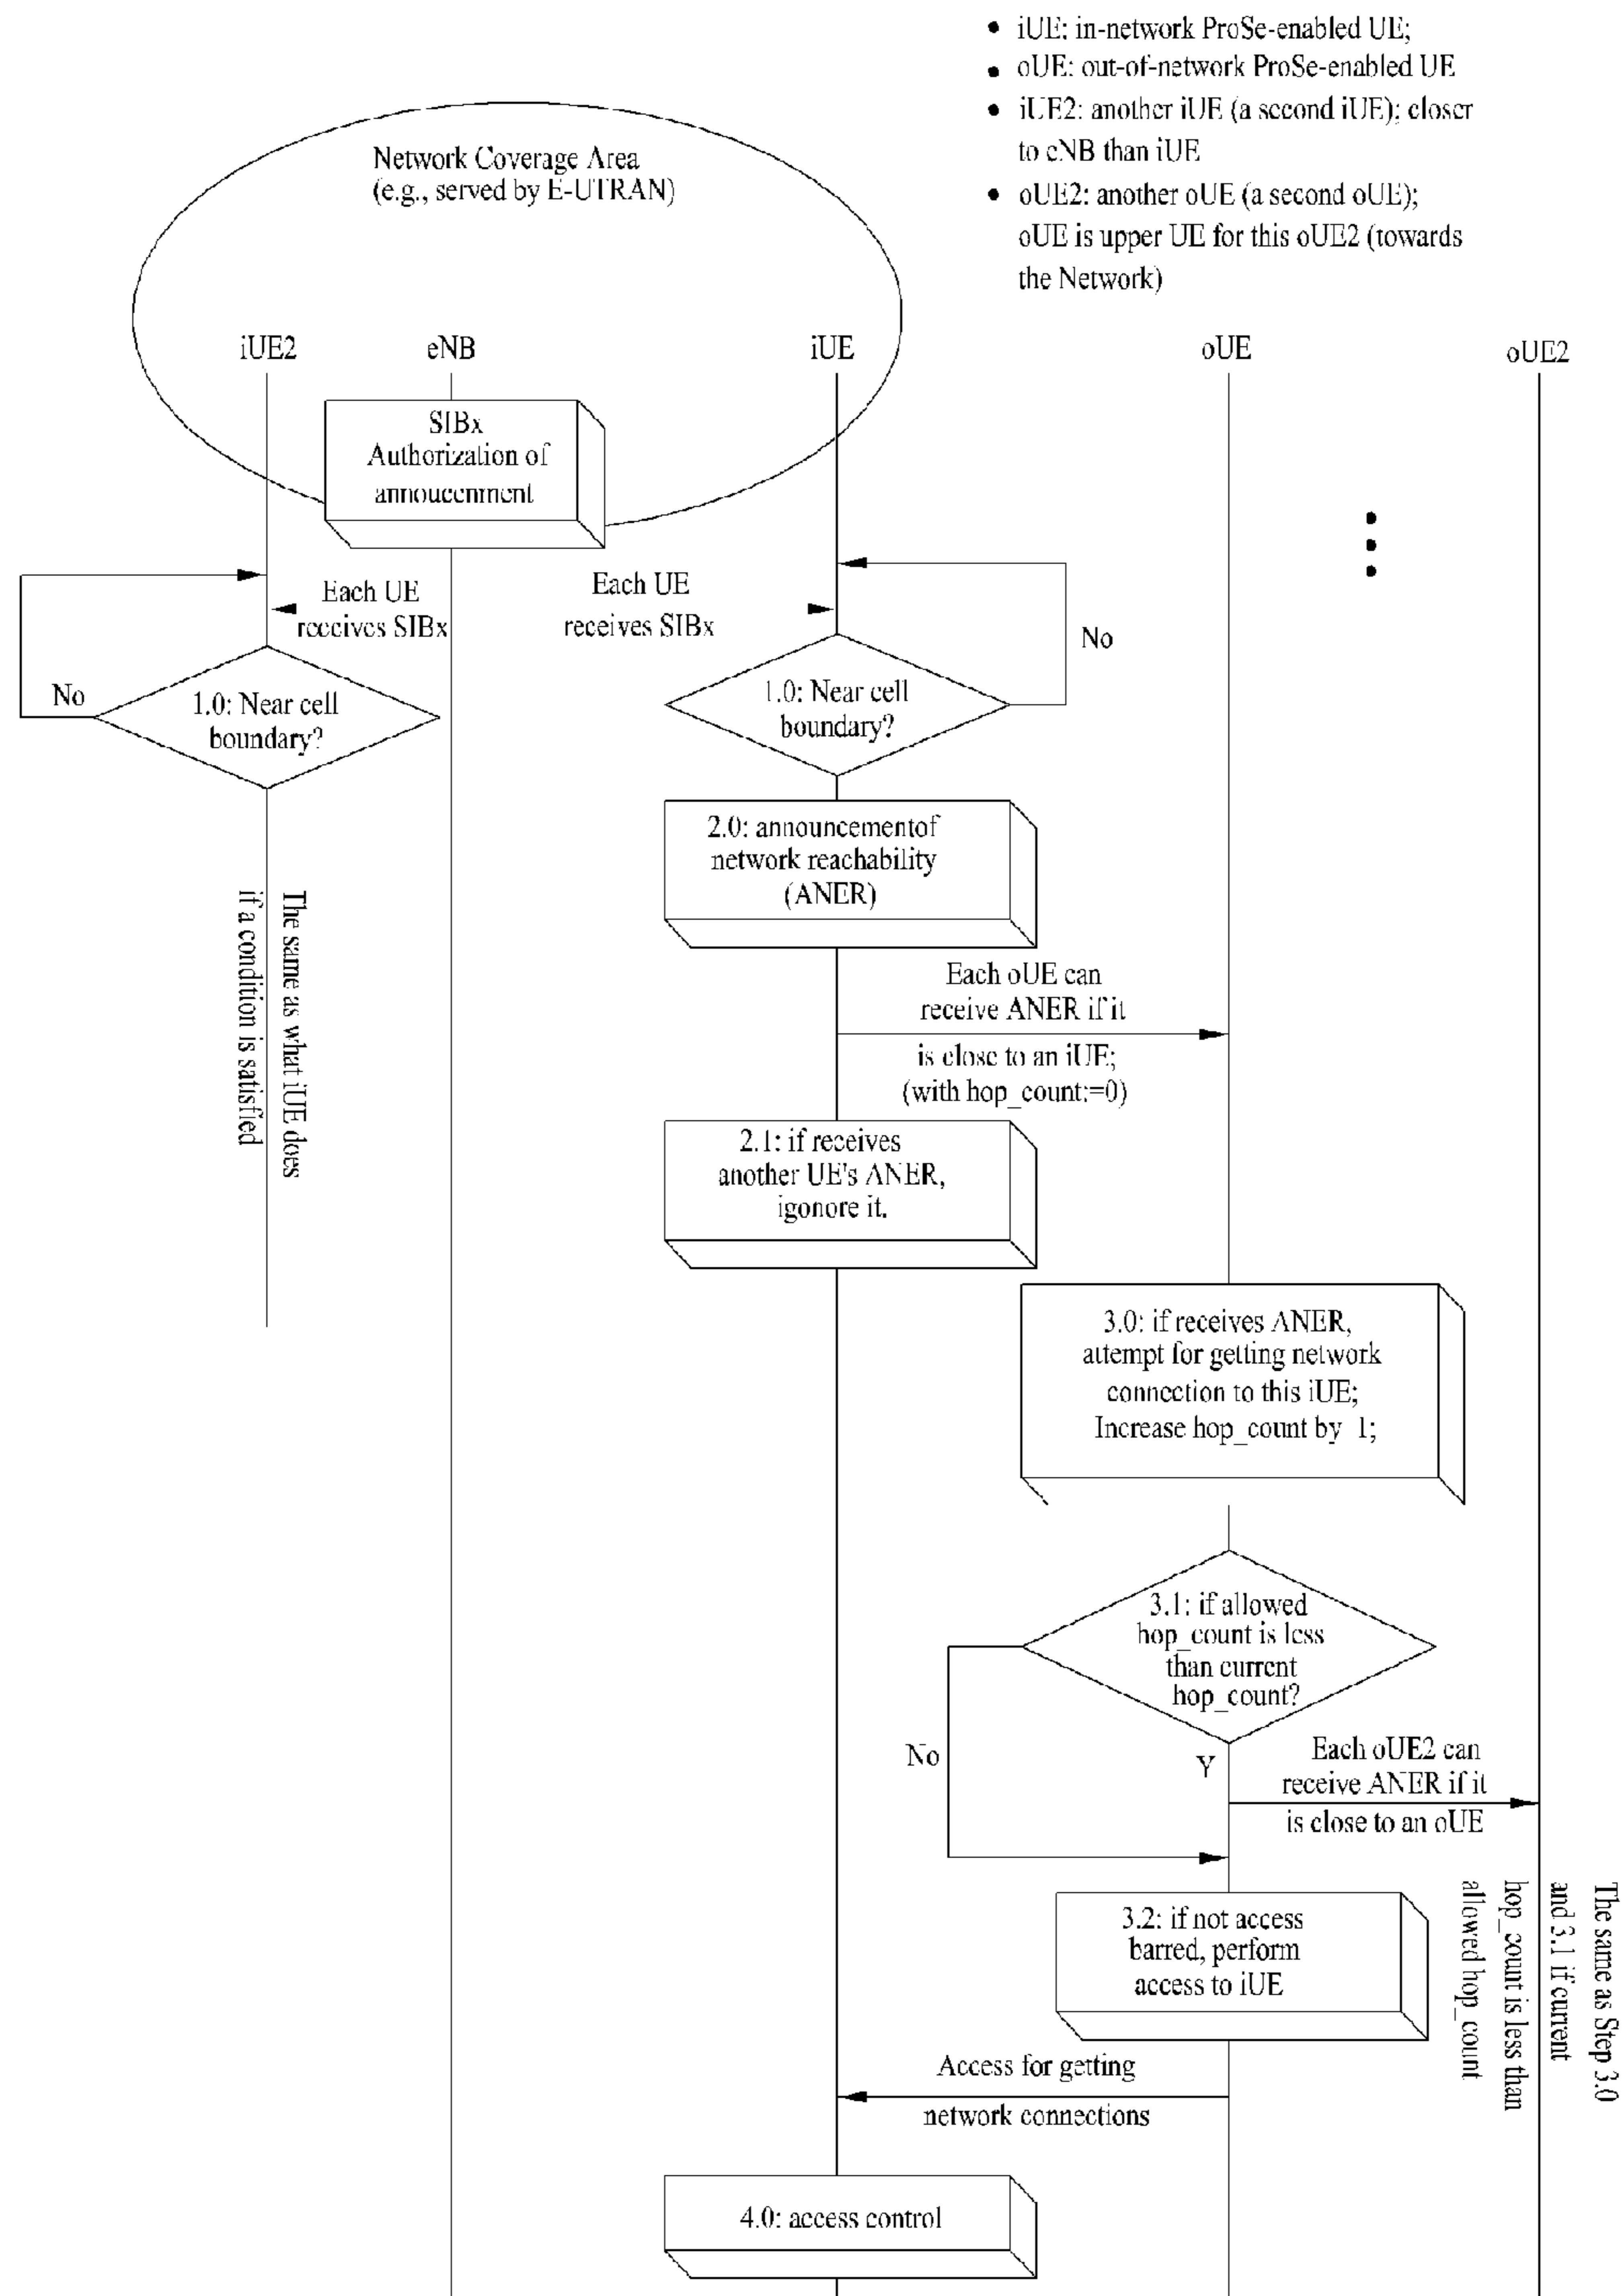 • iUE: in-network ProSe-enabled UE;
• oUE: out-of-network ProSe-enabled UE
• iUE2: another iUE (a second iUE); closer
to eNB than iUE
• oUE2: another oUE (a second oUE);
oUE is upper UE for this oUE2 (towards
the Network)
Network Coverage Area
(e.g., served by E-UTRAN)
iUE2
eNB
iUE
oUE
oUE2
SIBx
Authorization of
annoucenment
Each UE
receives SIBx
Each UE
receives SIBx
No
No
1.0: Near cell
boundary?
1.0: Near cell
boundary?
2.0: announcementof
network reachability
(ANER)
The same as what iUE does
if a condition is satisfied
Each oUE can
receive ANER if it
is close to an iUE;
(with hop_count:=0)
2.1: if receives
another UE's ANER,
igonore it.
3.0: if receives ANER,
attempt for getting network
connection to this iUE;
Increase hop_count by 1;
3.1: if allowed
hop_count is less
than current
hop_count?
No
Y
Each oUE2 can
receive ANER if it
is close to an oUE
The same as Step 3.0
and 3.1 if current
hop_count is less than
allowed hop_count
3.2: if not access
barred, perform
access to iUE
Access for getting
network connections
4.0: access control